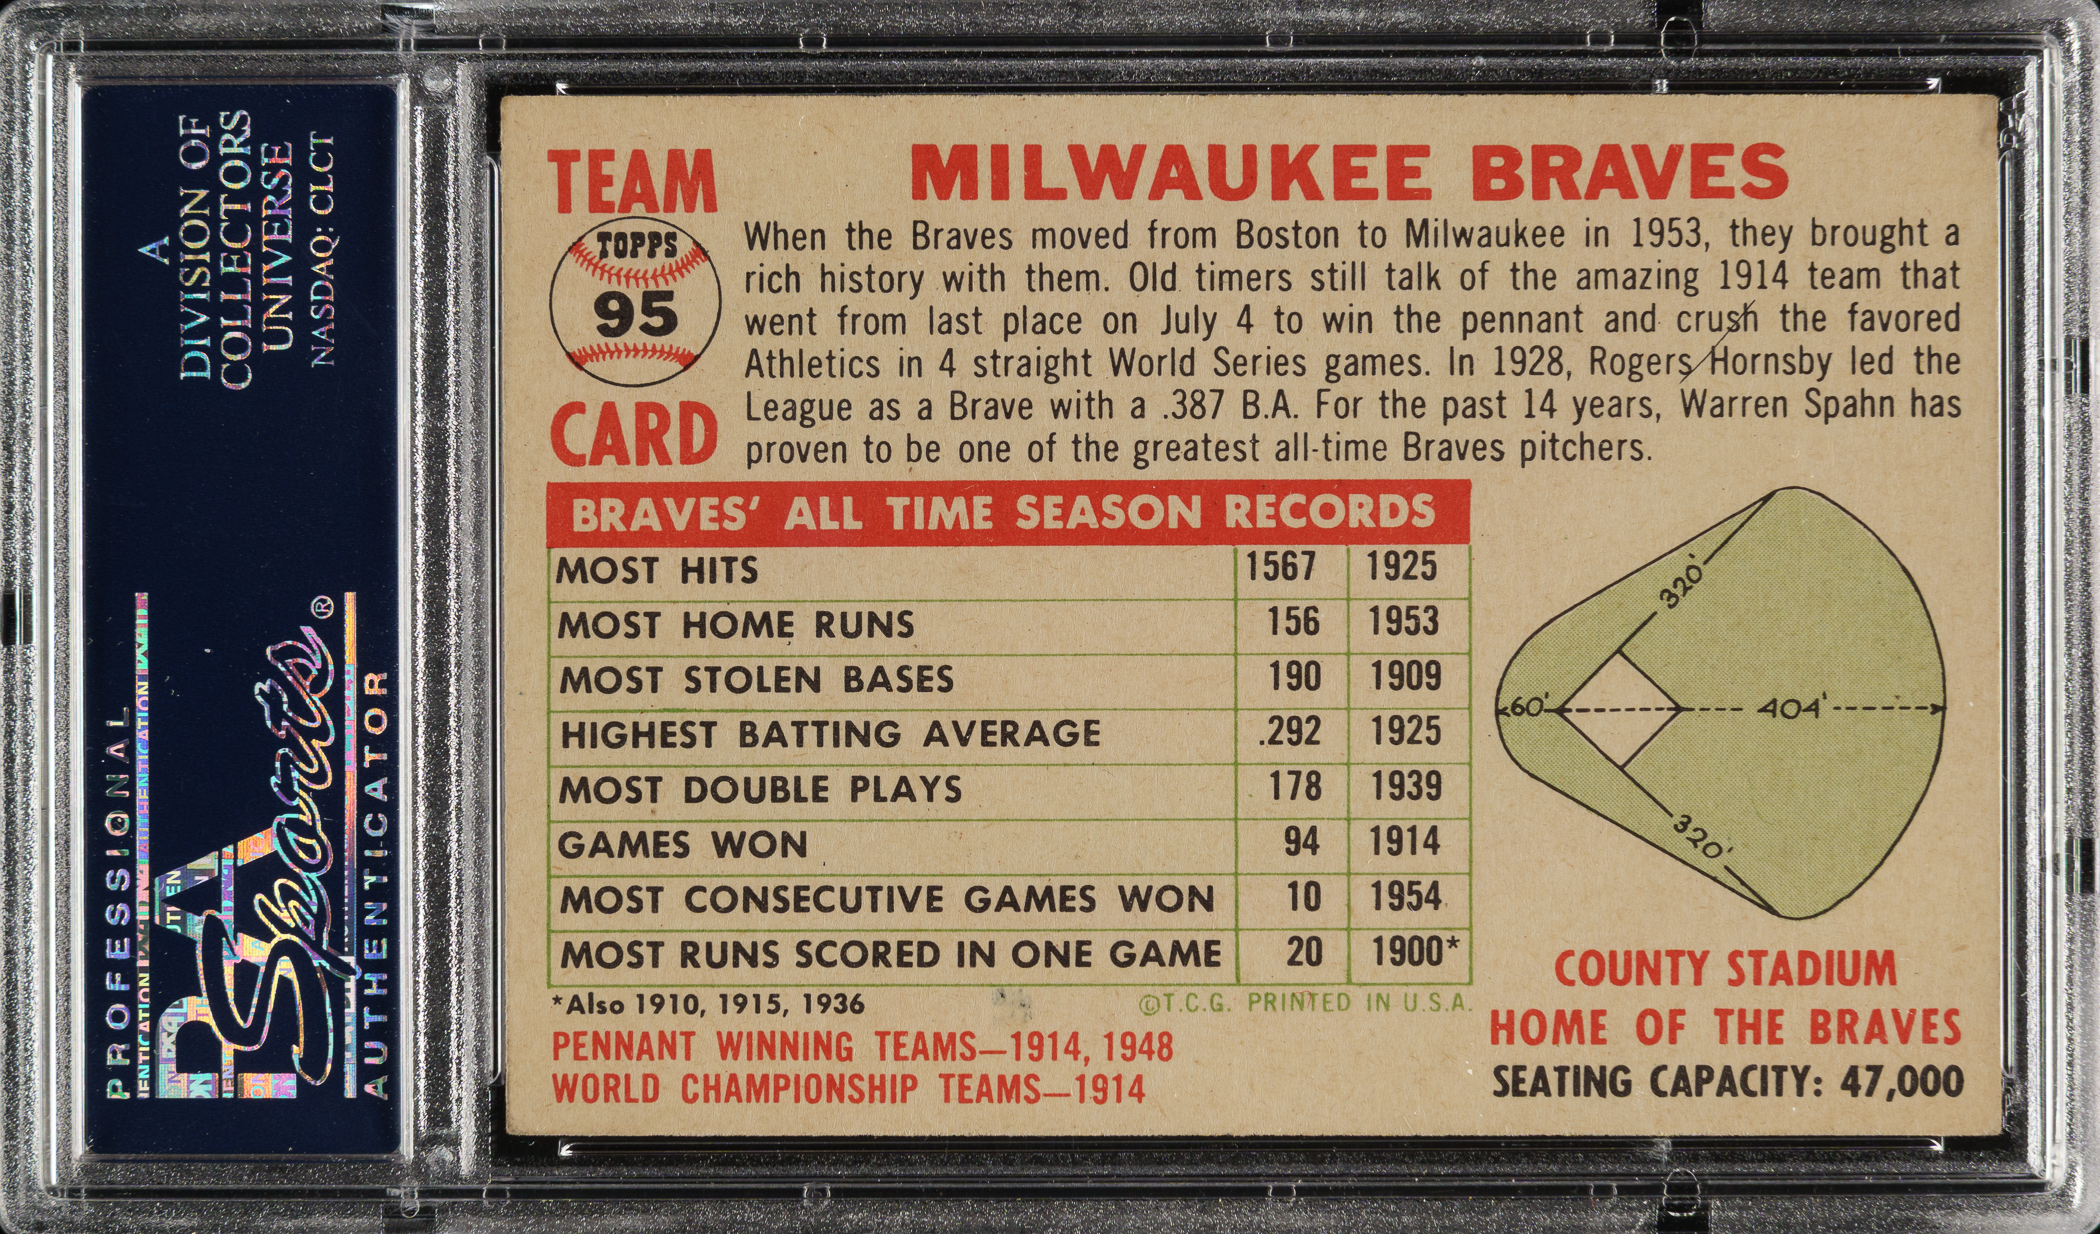 A
DIVISION OF
COLLECTORS
UNIVERSE
NASDAQ: CLCT
PROFESSIONAL
PSA
Sports®
AUTHENTICATOR
TEAM
TOPPS
95
CARD
MILWAUKEE BRAVES
When the Braves moved from Boston to Milwaukee in 1953, they brought a
rich history with them. Old timers still talk of the amazing 1914 team that
went from last place on July 4 to win the pennant and crush the favored
Athletics in 4 straight World Series games. In 1928, Rogers Hornsby led the
League as a Brave with a .387 B.A. For the past 14 years, Warren Spahn has
proven to be one of the greatest all-time Braves pitchers.
BRAVES' ALL TIME SEASON RECORDS
MOST HITS 1567 1925
MOST HOME RUNS 156 1953
MOST STOLEN BASES 190 1909
HIGHEST BATTING AVERAGE .292 1925
MOST DOUBLE PLAYS 178 1939
GAMES WON 94 1914
MOST CONSECUTIVE GAMES WON 10 1954
MOST RUNS SCORED IN ONE GAME 20 1900*
*Also 1910, 1915, 1936
©T.C.G. PRINTED IN U.S.A.
PENNANT WINNING TEAMS—1914, 1948
WORLD CHAMPIONSHIP TEAMS—1914
320'
60'
404'
320'
COUNTY STADIUM
HOME OF THE BRAVES
SEATING CAPACITY: 47,000